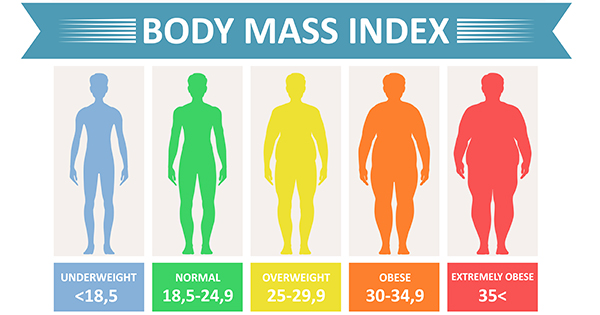 BODY MASS INDEX
UNDERWEIGHT
<18,5
NORMAL
18,5-24,9
OVERWEIGHT
25-29,9
OBESE
30-34,9
EXTREMELY OBESE
35<